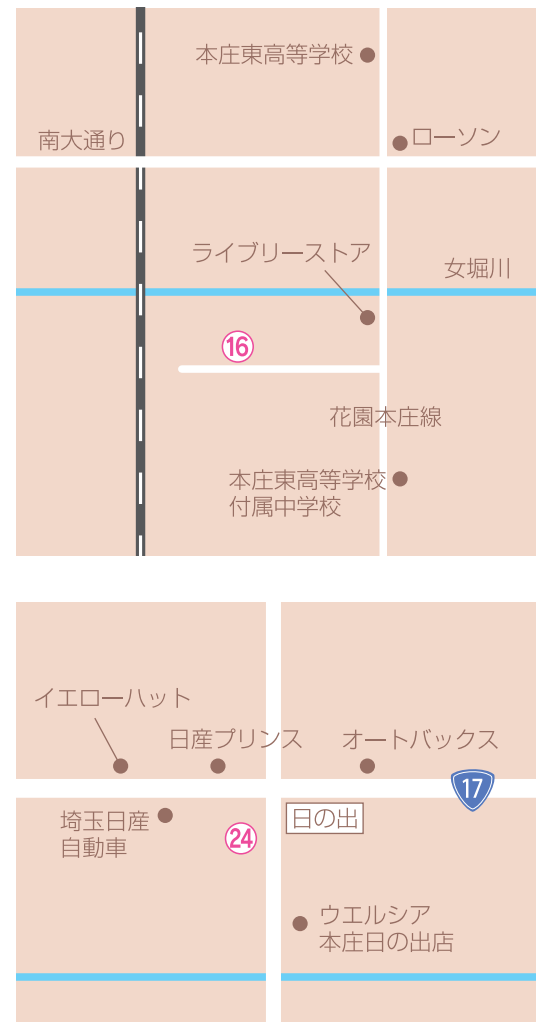 本庄東高等学校
南大通り
ローソン
ライブリーストア
女堀川
16
花園本庄線
本庄東高等学校
付属中学校
イエローハット
日産プリンス
オートバックス
17
埼玉日産
自動車
24
日の出
ウエルシア
本庄日の出店